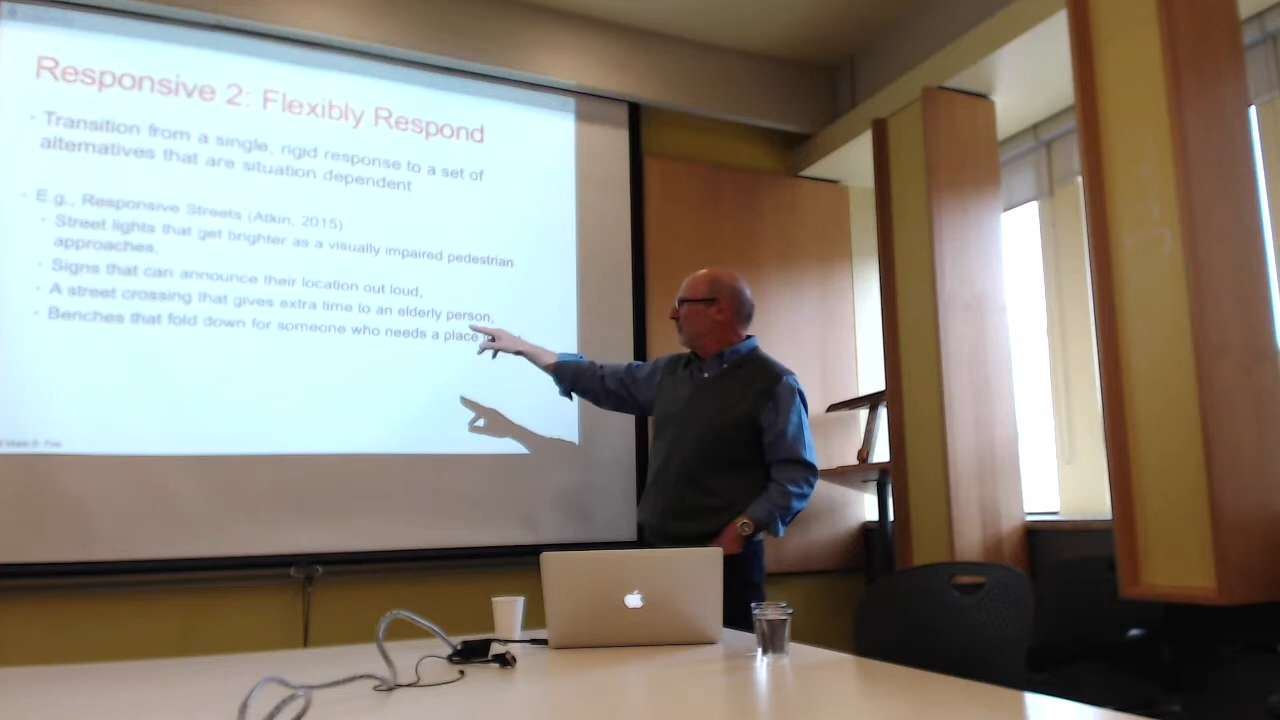 Responsive 2: Flexibly Respond
• Transition from a single, rigid response to a set of
alternatives that are situation dependent
• E.g., Responsive Streets (Atkin, 2015)
• Street lights that get brighter as a visually impaired pedestrian
approaches,
• Signs that can announce their location out loud,
• A street crossing that gives extra time to an elderly person,
• Benches that fold down for someone who needs a place